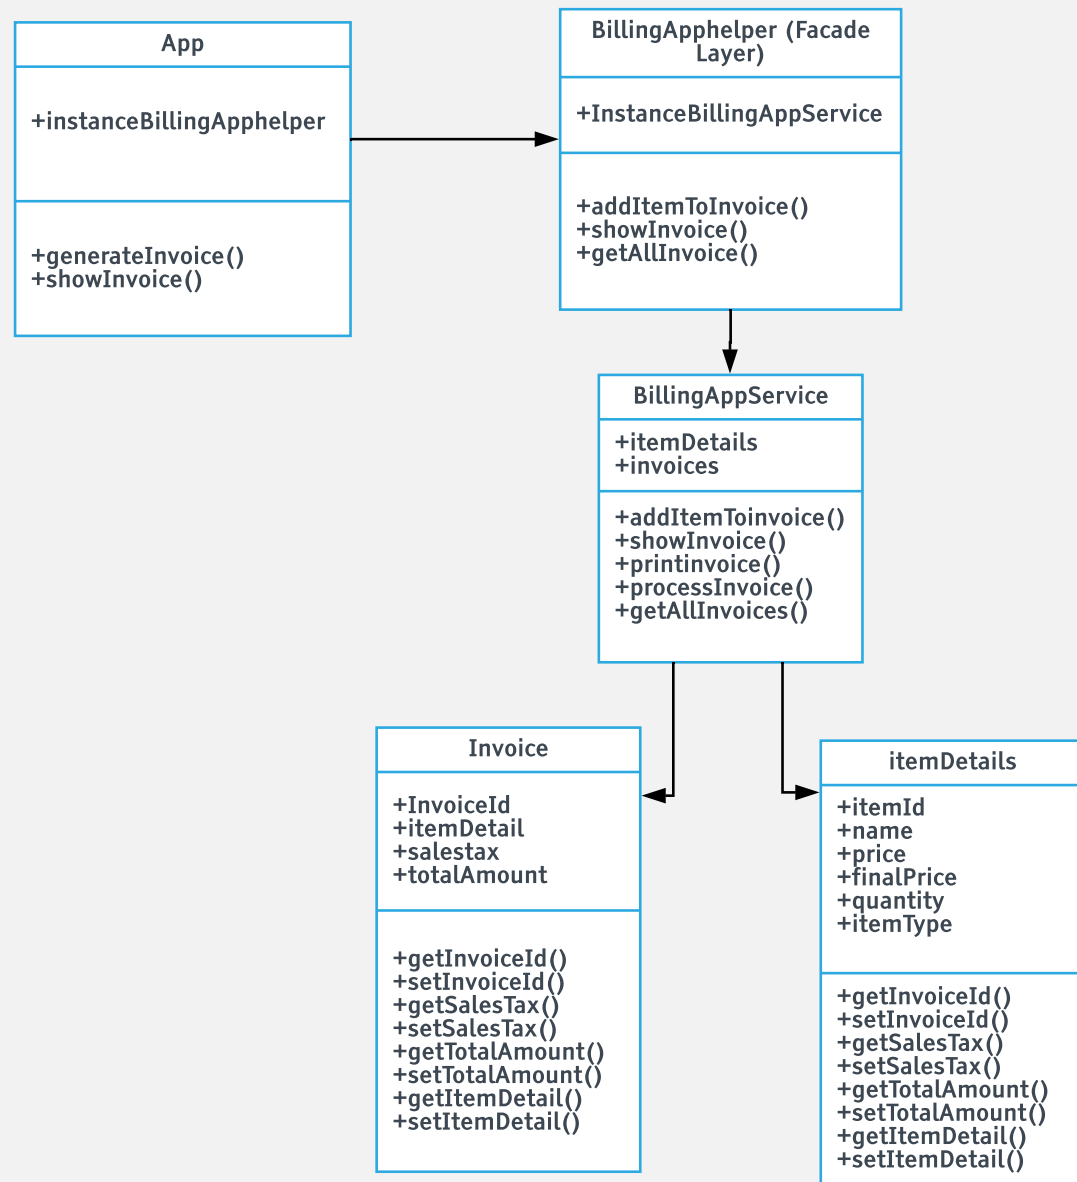 App
+instanceBillingApphelper
+generateInvoice()
+showInvoice()
BillingApphelper (Facade
Layer)
+InstanceBillingAppService
+addItemToInvoice()
+showInvoice()
+getAllInvoice()
BillingAppService
+itemDetails
+invoices
+addItemToinvoice()
+showInvoice()
+printinvoice()
+processInvoice()
+getAllInvoices()
Invoice
+InvoiceId
+itemDetail
+salestax
+totalAmount
+getInvoiceId()
+setInvoiceId()
+getSalesTax()
+setSalesTax()
+getTotalAmount()
+setTotalAmount()
+getItemDetail()
+setItemDetail()
itemDetails
+itemId
+name
+price
+finalPrice
+quantity
+itemType
+getInvoiceId()
+setInvoiceId()
+getSalesTax()
+setSalesTax()
+getTotalAmount()
+setTotalAmount()
+getItemDetail()
+setItemDetail()